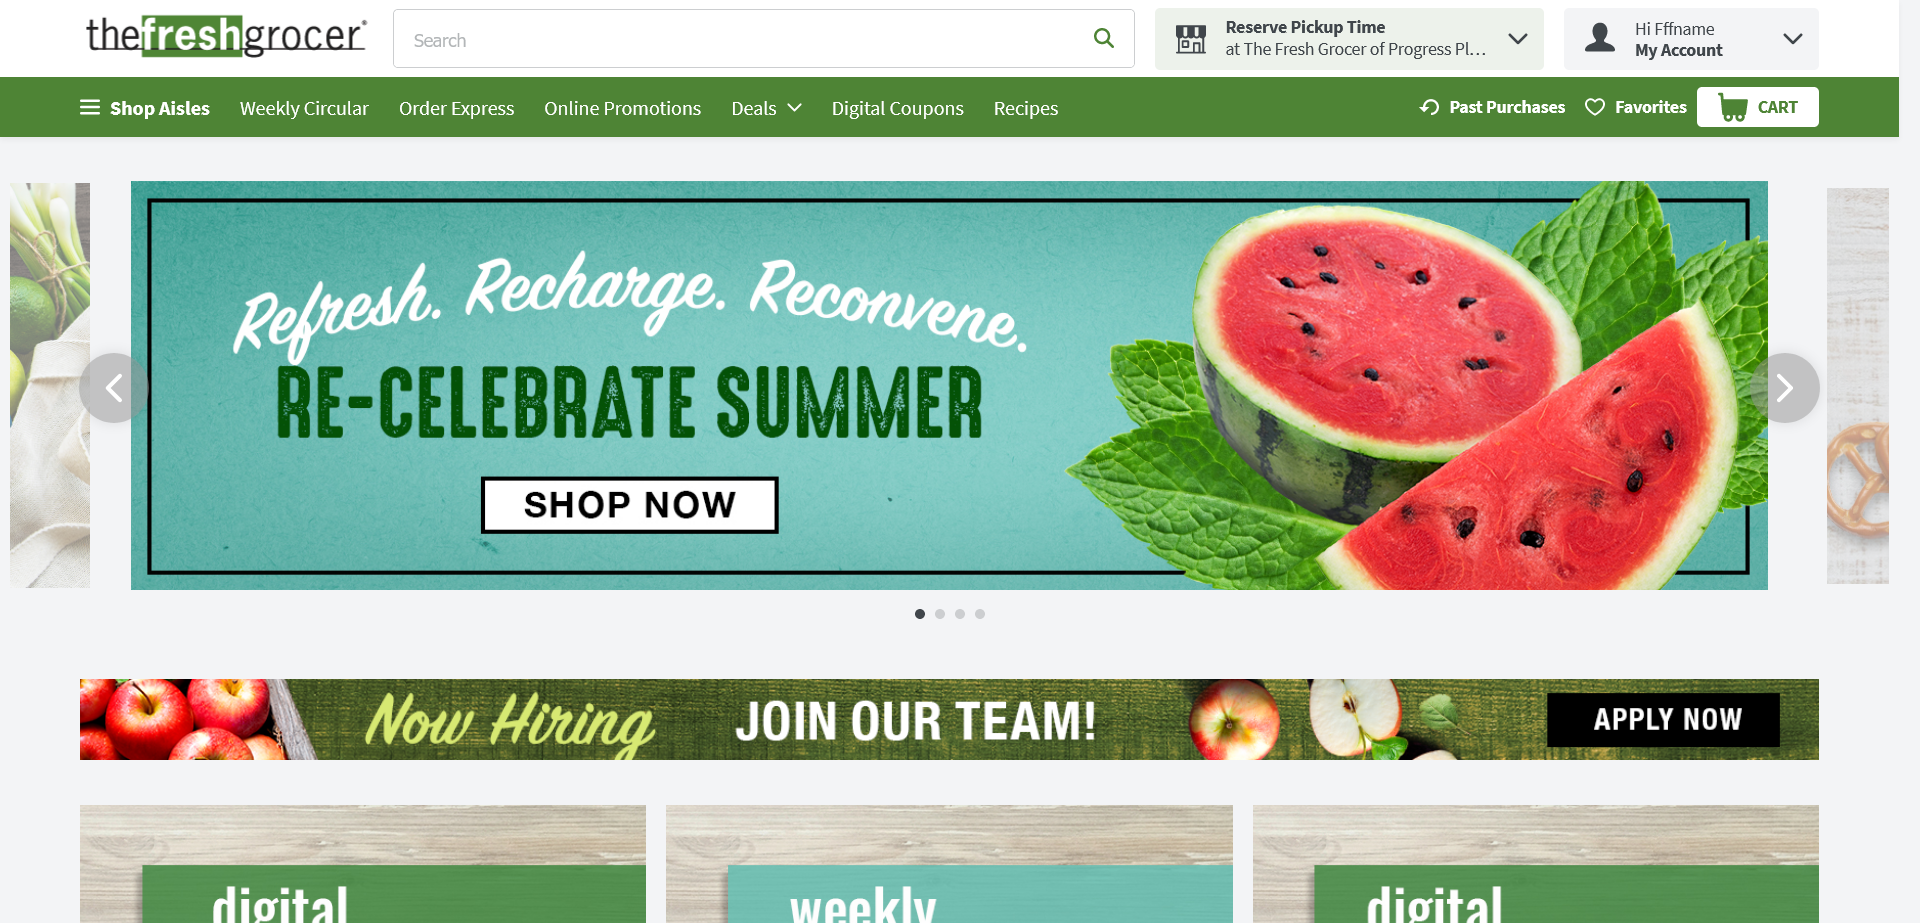 thefreshgrocer®
Search
Reserve Pickup Time
at The Fresh Grocer of Progress Pl...
Hi Fffname
My Account
Shop Aisles
Weekly Circular
Order Express
Online Promotions
Deals
Digital Coupons
Recipes
Past Purchases
Favorites
CART
Refresh. Recharge. Reconvene.
RE-CELEBRATE SUMMER
SHOP NOW
Now Hiring
JOIN OUR TEAM!
APPLY NOW
digital
weekly
digital